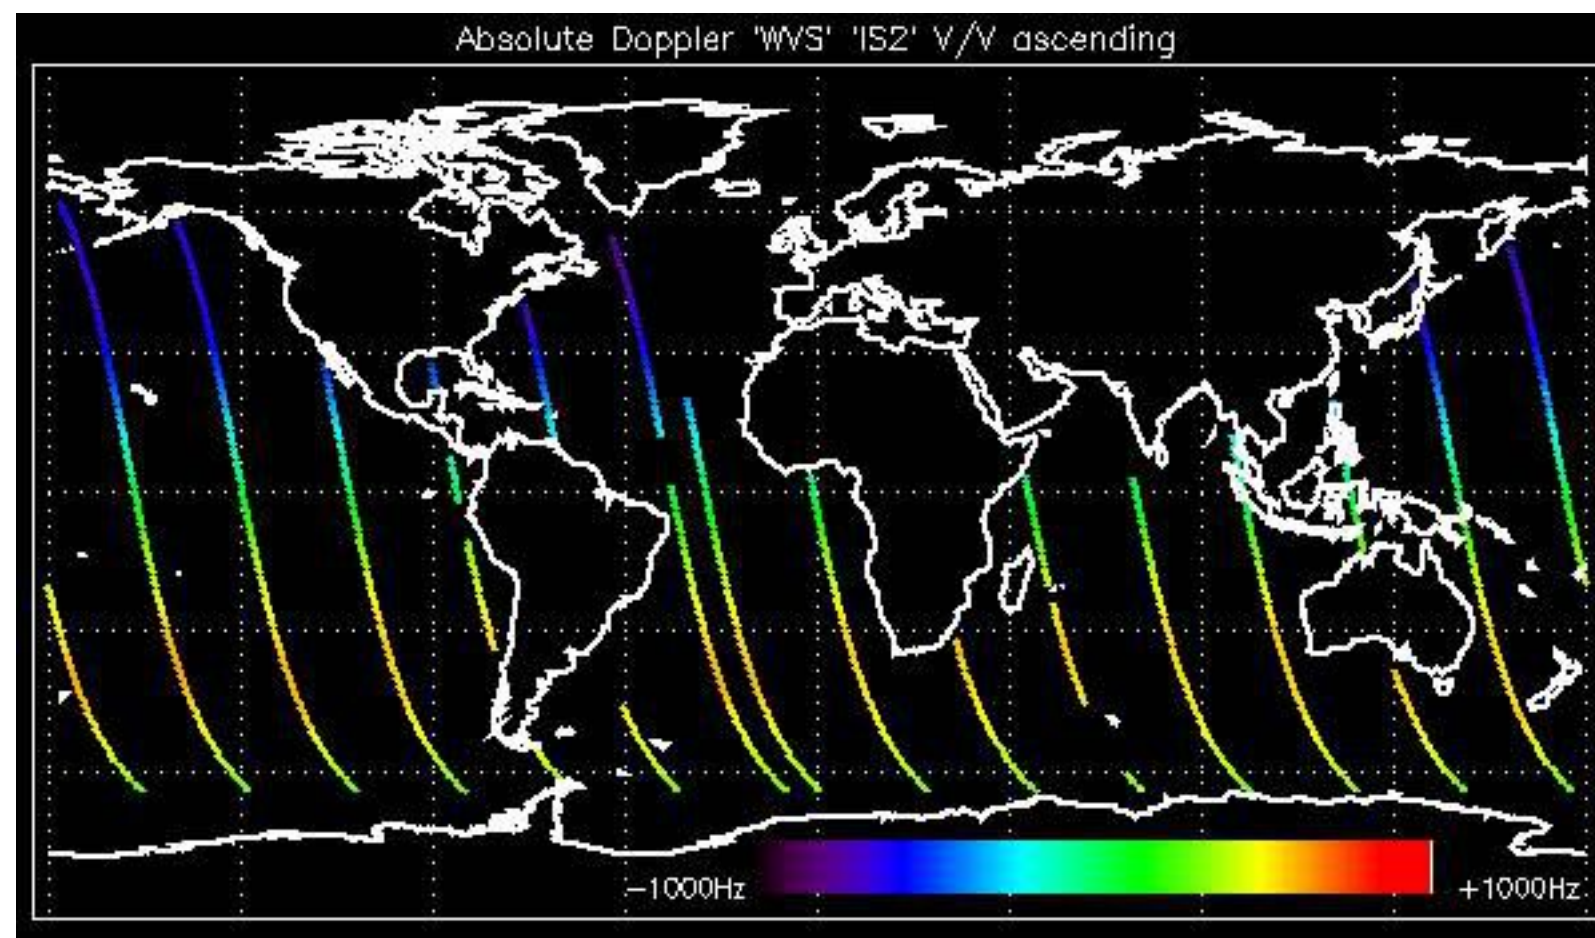 Absolute Doppler 'WVS' 'IS2' V/V ascending
−1000Hz +1000Hz